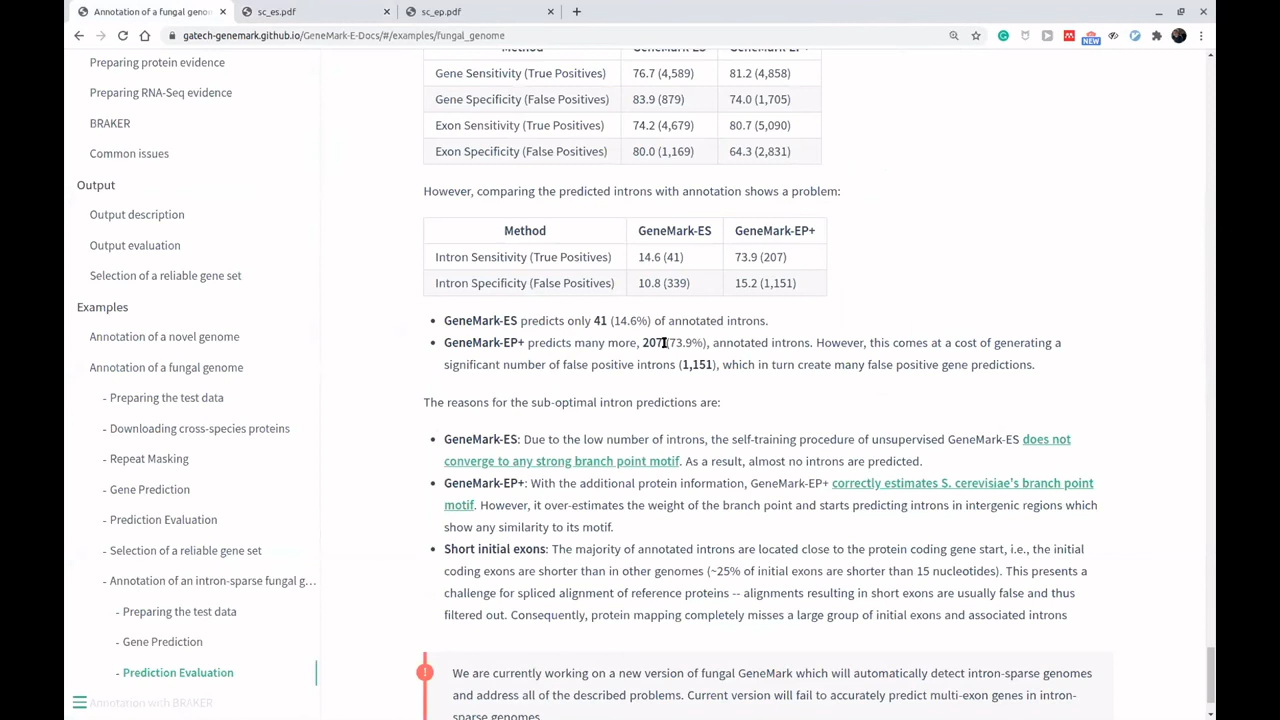 Annotation of a fungal geno
sc_es.pdf
sc_ep.pdf
gatech-genemark.github.io/GeneMark-E-Docs/#/examples/fungal_genome
NEW
Preparing protein evidence
Preparing RNA-Seq evidence
BRAKER
Common issues
Output
Output description
Output evaluation
Selection of a reliable gene set
Examples
Annotation of a novel genome
Annotation of a fungal genome
- Preparing the test data
- Downloading cross-species proteins
- Repeat Masking
- Gene Prediction
- Prediction Evaluation
- Selection of a reliable gene set
- Annotation of an intron-sparse fungal g...
- Preparing the test data
- Gene Prediction
- Prediction Evaluation
Annotation with BRAKER
Method GeneMark-ES GeneMark-EP+
Gene Sensitivity (True Positives) 76.7 (4,589) 81.2 (4,858)
Gene Specificity (False Positives) 83.9 (879) 74.0 (1,705)
Exon Sensitivity (True Positives) 74.2 (4,679) 80.7 (5,090)
Exon Specificity (False Positives) 80.0 (1,169) 64.3 (2,831)
However, comparing the predicted introns with annotation shows a problem:
Method GeneMark-ES GeneMark-EP+
Intron Sensitivity (True Positives) 14.6 (41) 73.9 (207)
Intron Specificity (False Positives) 10.8 (339) 15.2 (1,151)
• GeneMark-ES predicts only 41 (14.6%) of annotated introns.
• GeneMark-EP+ predicts many more, 207 (73.9%), annotated introns. However, this comes at a cost of generating a
significant number of false positive introns (1,151), which in turn create many false positive gene predictions.
The reasons for the sub-optimal intron predictions are:
• GeneMark-ES: Due to the low number of introns, the self-training procedure of unsupervised GeneMark-ES does not
converge to any strong branch point motif. As a result, almost no introns are predicted.
• GeneMark-EP+: With the additional protein information, GeneMark-EP+ correctly estimates S. cerevisiae's branch point
motif. However, it over-estimates the weight of the branch point and starts predicting introns in intergenic regions which
show any similarity to its motif.
• Short initial exons: The majority of annotated introns are located close to the protein coding gene start, i.e., the initial
coding exons are shorter than in other genomes (~25% of initial exons are shorter than 15 nucleotides). This presents a
challenge for spliced alignment of reference proteins -- alignments resulting in short exons are usually false and thus
filtered out. Consequently, protein mapping completely misses a large group of initial exons and associated introns
! We are currently working on a new version of fungal GeneMark which will automatically detect intron-sparse genomes
and address all of the described problems. Current version will fail to accurately predict multi-exon genes in intron-
sparse genomes.